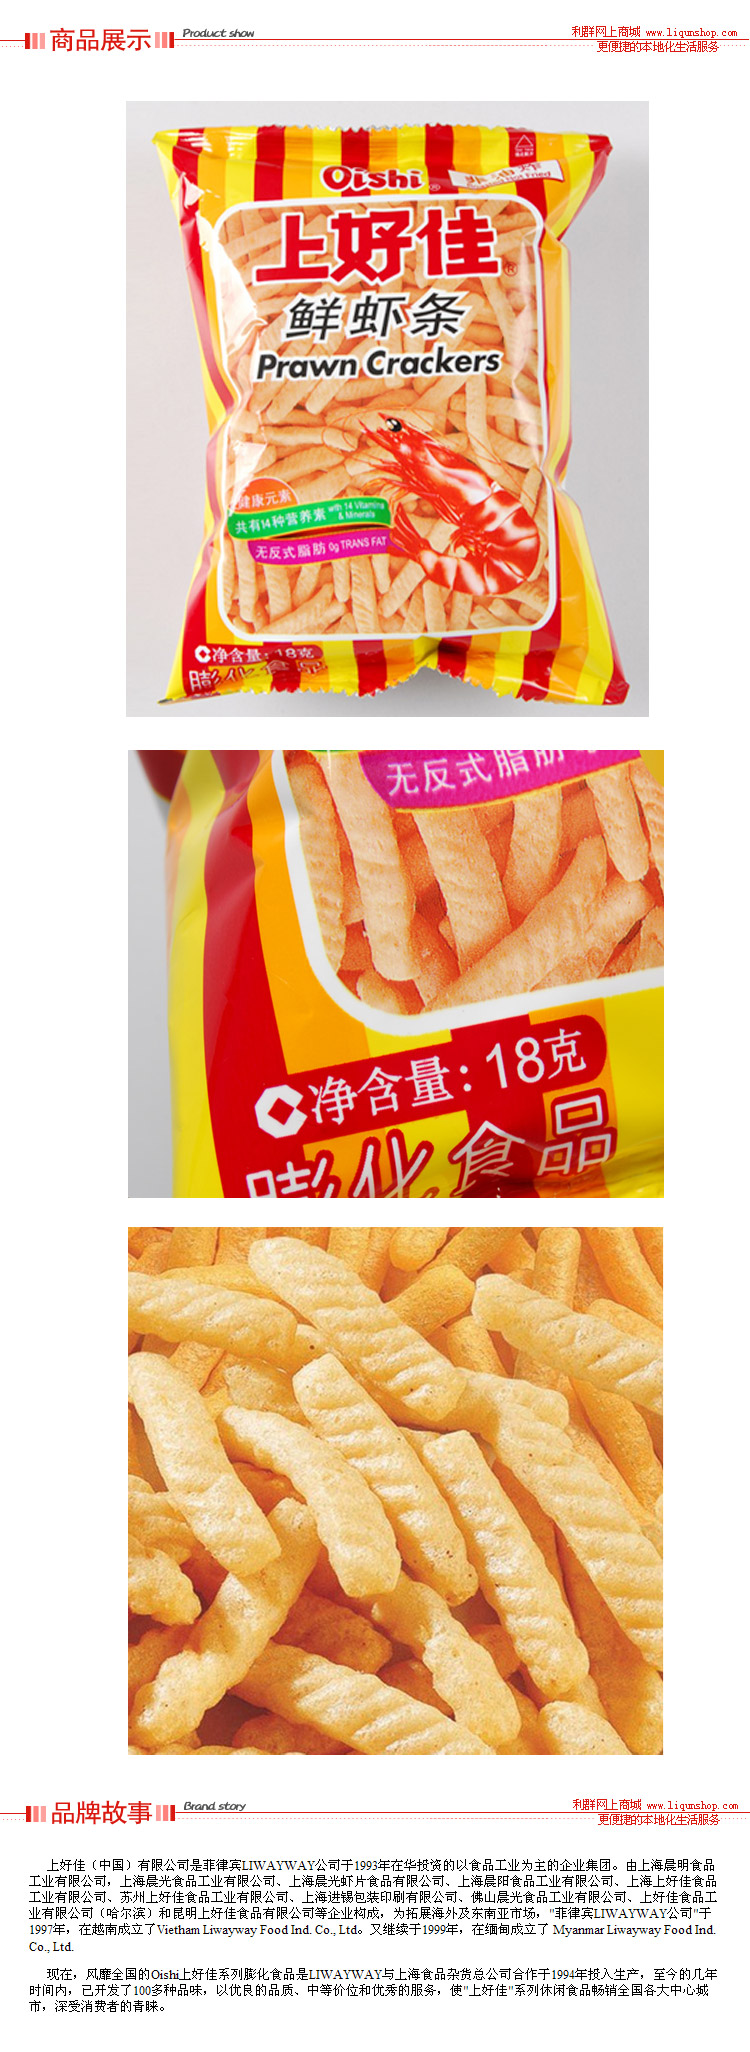 商品展示 Product show
利群网上商城 www.liqunshop.com
更便捷的本地化生活服务
Oishi®
非油炸
Not Fried
上好佳®
鲜虾条
Prawn Crackers
健康元素
共有14种营养素 with 14 Vitamins
& Minerals
无反式脂肪 0g TRANS FAT
净含量：18克
膨化食品
无反式脂肪
净含量：18克
膨化食品
品牌故事 Brand story
利群网上商城 www.liqunshop.com
更便捷的本地化生活服务
上好佳（中国）有限公司是菲律宾LIWAYWAY公司于1993年在华投资的以食品工业为主的企业集团。由上海晨明食品
工业有限公司，上海晨光食品工业有限公司、上海晨光虾片食品有限公司、上海晨阳食品工业有限公司、上海上好佳食品
工业有限公司、苏州上好佳食品工业有限公司、上海进锡包装印刷有限公司、佛山晨光食品工业有限公司、上好佳食品工
业有限公司（哈尔滨）和昆明上好佳食品有限公司等企业构成，为拓展海外及东南亚市场，"菲律宾LIWAYWAY公司"于
1997年，在越南成立了Vietham Liwayway Food Ind. Co., Ltd。又继续于1999年，在缅甸成立了 Myanmar Liwayway Food Ind.
Co., Ltd.
现在，风靡全国的Oishi上好佳系列膨化食品是LIWAYWAY与上海食品杂货总公司合作于1994年投入生产，至今的几年
时间内，已开发了100多种品味，以优良的品质、中等价位和优秀的服务，使"上好佳"系列休闲食品畅销全国各大中心城
市，深受消费者的青睐。